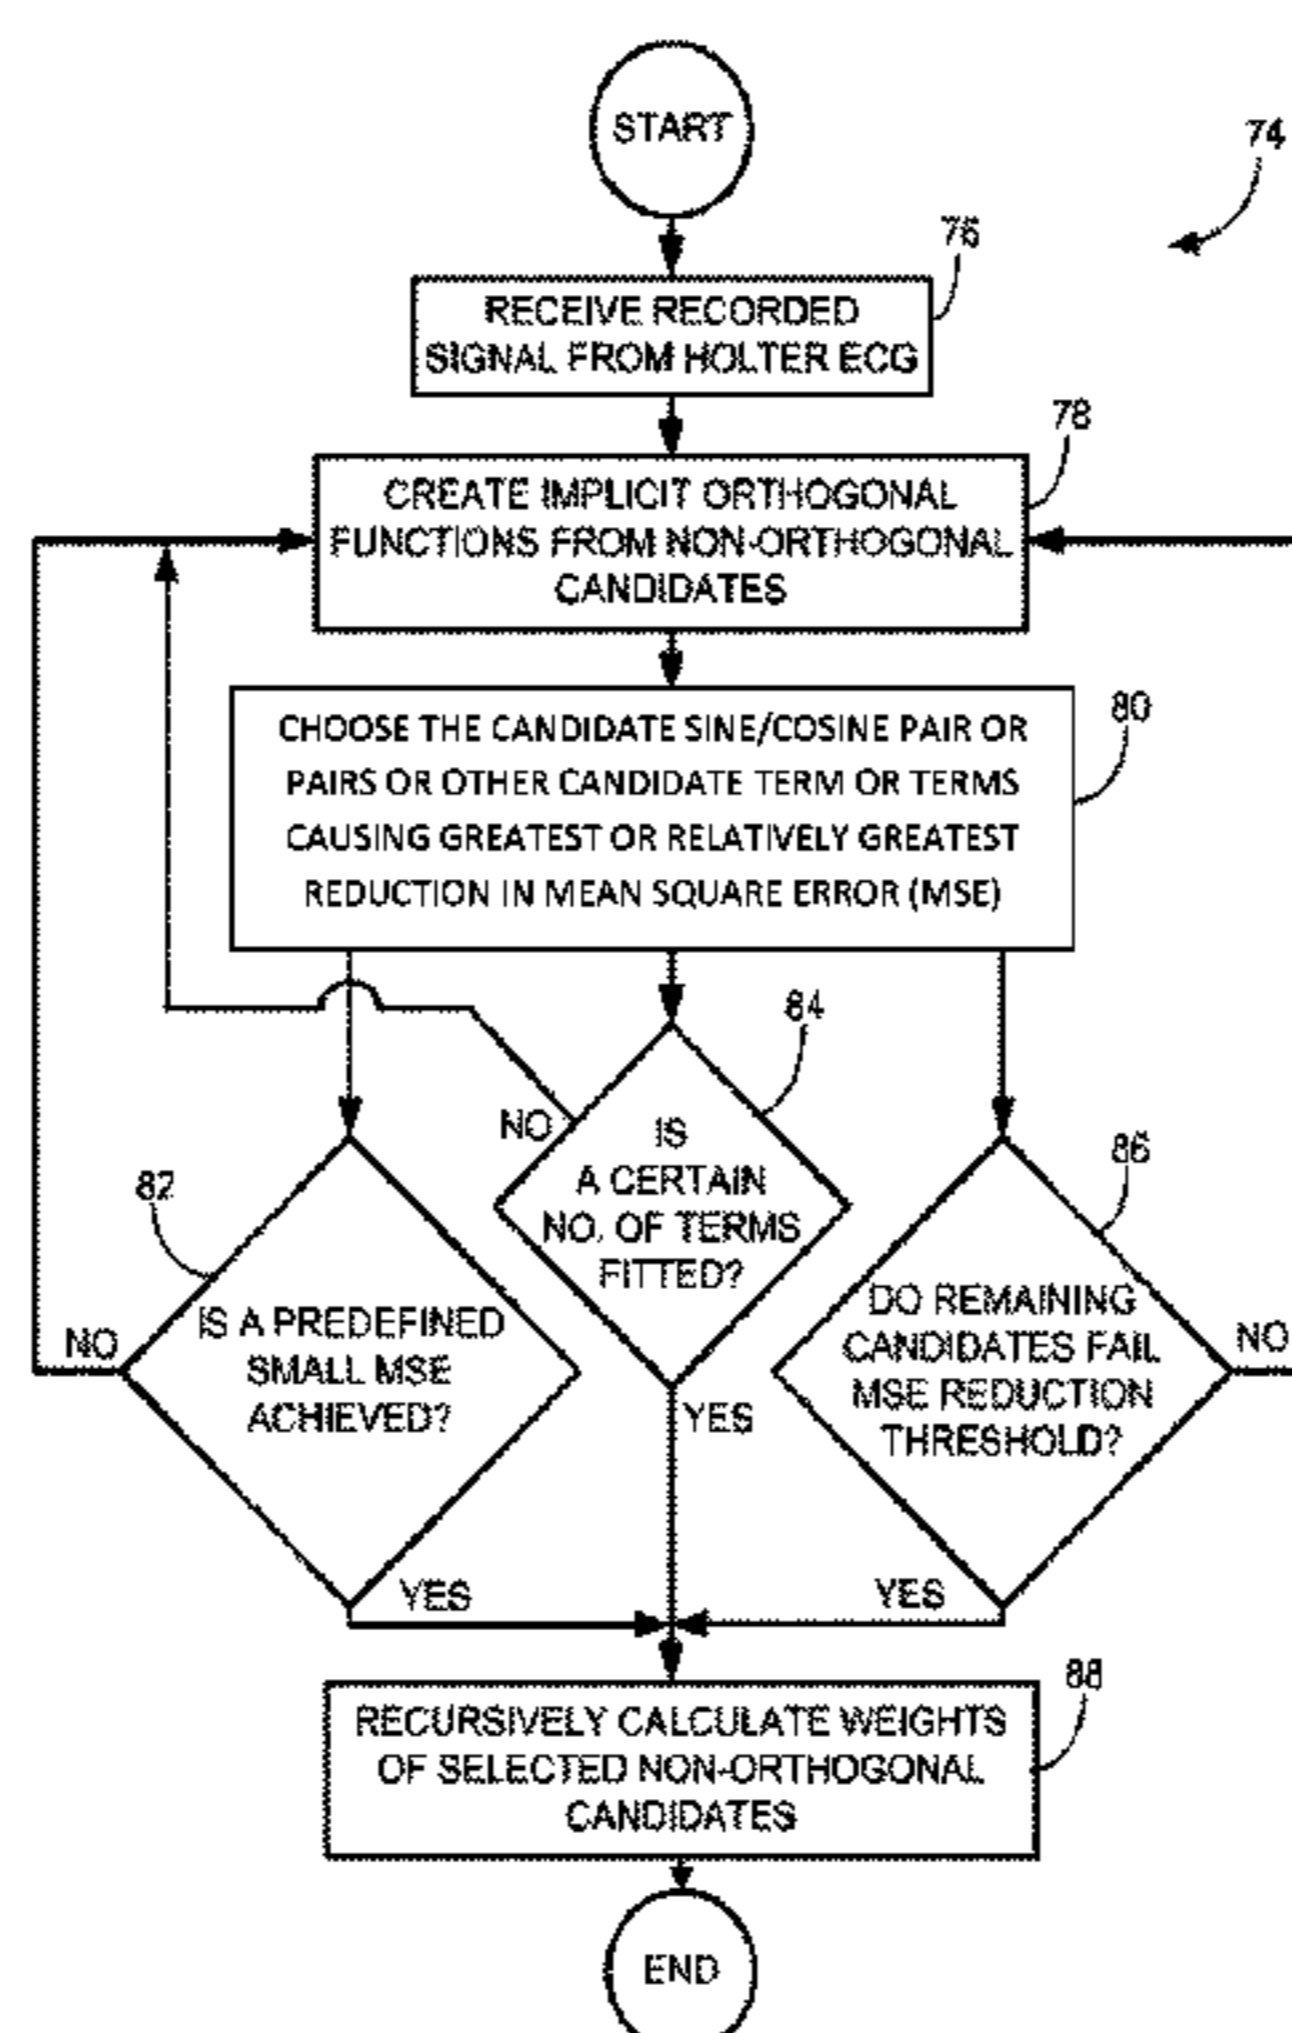 START
74
76
RECEIVE RECORDED
SIGNAL FROM HOLTER ECG
78
CREATE IMPLICIT ORTHOGONAL
FUNCTIONS FROM NON-ORTHOGONAL
CANDIDATES
80
CHOOSE THE CANDIDATE SINE/COSINE PAIR OR
PAIRS OR OTHER CANDIDATE TERM OR TERMS
CAUSING GREATEST OR RELATIVELY GREATEST
REDUCTION IN MEAN SQUARE ERROR (MSE)
82
NO
IS A PREDEFINED
SMALL MSE
ACHIEVED?
YES
84
NO
IS
A CERTAIN
NO. OF TERMS
FITTED?
YES
86
DO REMAINING
CANDIDATES FAIL
MSE REDUCTION
THRESHOLD?
NO
YES
88
RECURSIVELY CALCULATE WEIGHTS
OF SELECTED NON-ORTHOGONAL
CANDIDATES
END